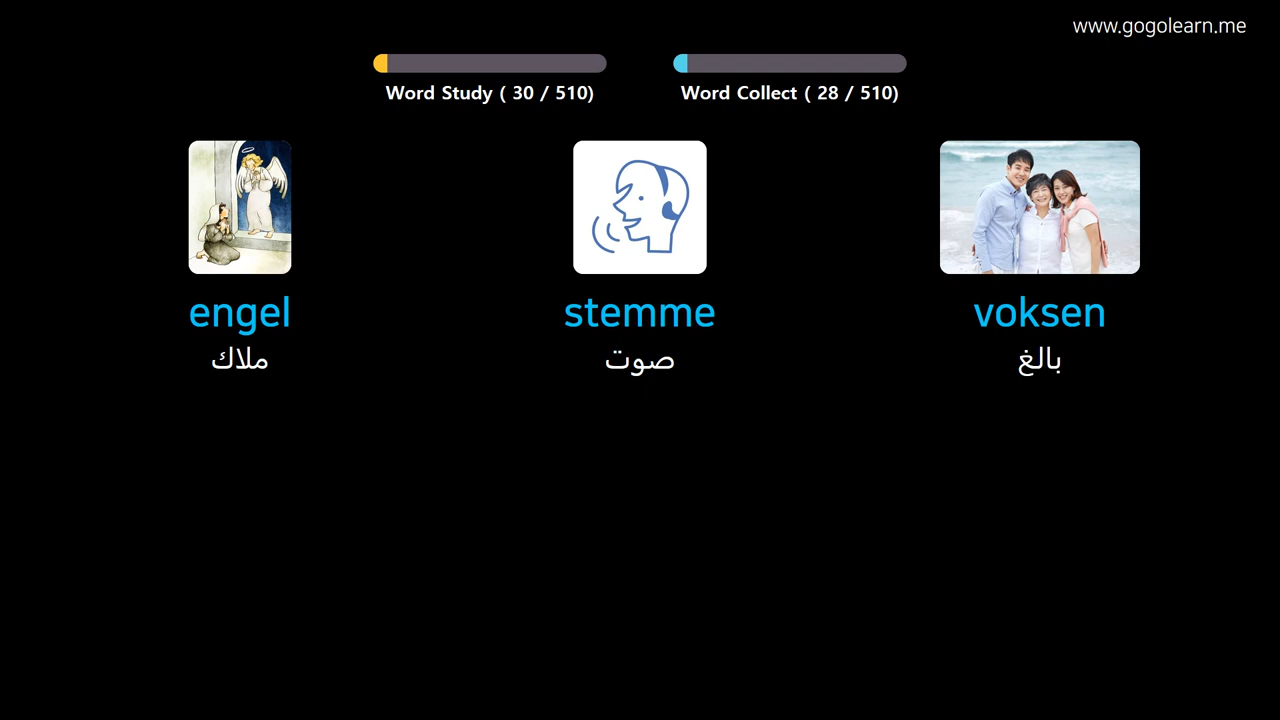 www.gogolearn.me
Word Study ( 30 / 510)
Word Collect ( 28 / 510)
engel
ملاك
stemme
صوت
voksen
بالغ